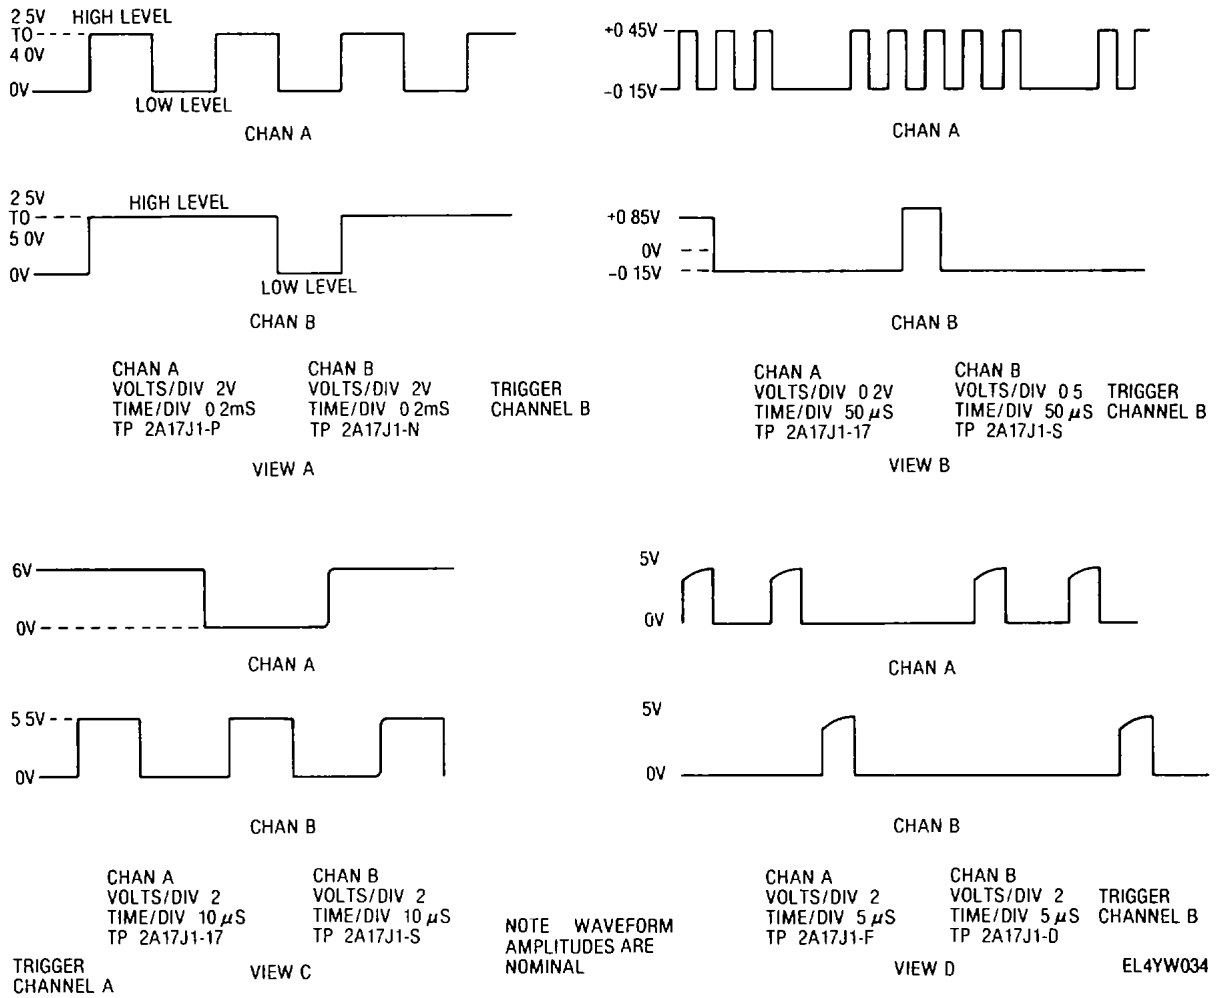 2 5V HIGH LEVEL
TO
4 0V
0V
LOW LEVEL
CHAN A
2 5V
TO HIGH LEVEL
5 0V
0V
LOW LEVEL
CHAN B
CHAN A
VOLTS/DIV 2V
TIME/DIV 0 2mS
TP 2A17J1-P
CHAN B
VOLTS/DIV 2V
TIME/DIV 0 2mS
TP 2A17J1-N
TRIGGER
CHANNEL B
VIEW A
+0 45V
-0 15V
CHAN A
+0 85V
0V
-0 15V
CHAN B
CHAN A
VOLTS/DIV 0 2V
TIME/DIV 50 µS
TP 2A17J1-17
CHAN B
VOLTS/DIV 0 5
TIME/DIV 50 µS
TP 2A17J1-S
TRIGGER
CHANNEL B
VIEW B
6V
0V
CHAN A
5 5V
0V
CHAN B
CHAN A
VOLTS/DIV 2
TIME/DIV 10 µS
TP 2A17J1-17
CHAN B
VOLTS/DIV 2
TIME/DIV 10 µS
TP 2A17J1-S
TRIGGER
CHANNEL A
VIEW C
NOTE WAVEFORM
AMPLITUDES ARE
NOMINAL
5V
0V
CHAN A
5V
0V
CHAN B
CHAN A
VOLTS/DIV 2
TIME/DIV 5 µS
TP 2A17J1-F
CHAN B
VOLTS/DIV 2
TIME/DIV 5 µS
TP 2A17J1-D
TRIGGER
CHANNEL B
VIEW D
EL4YW034